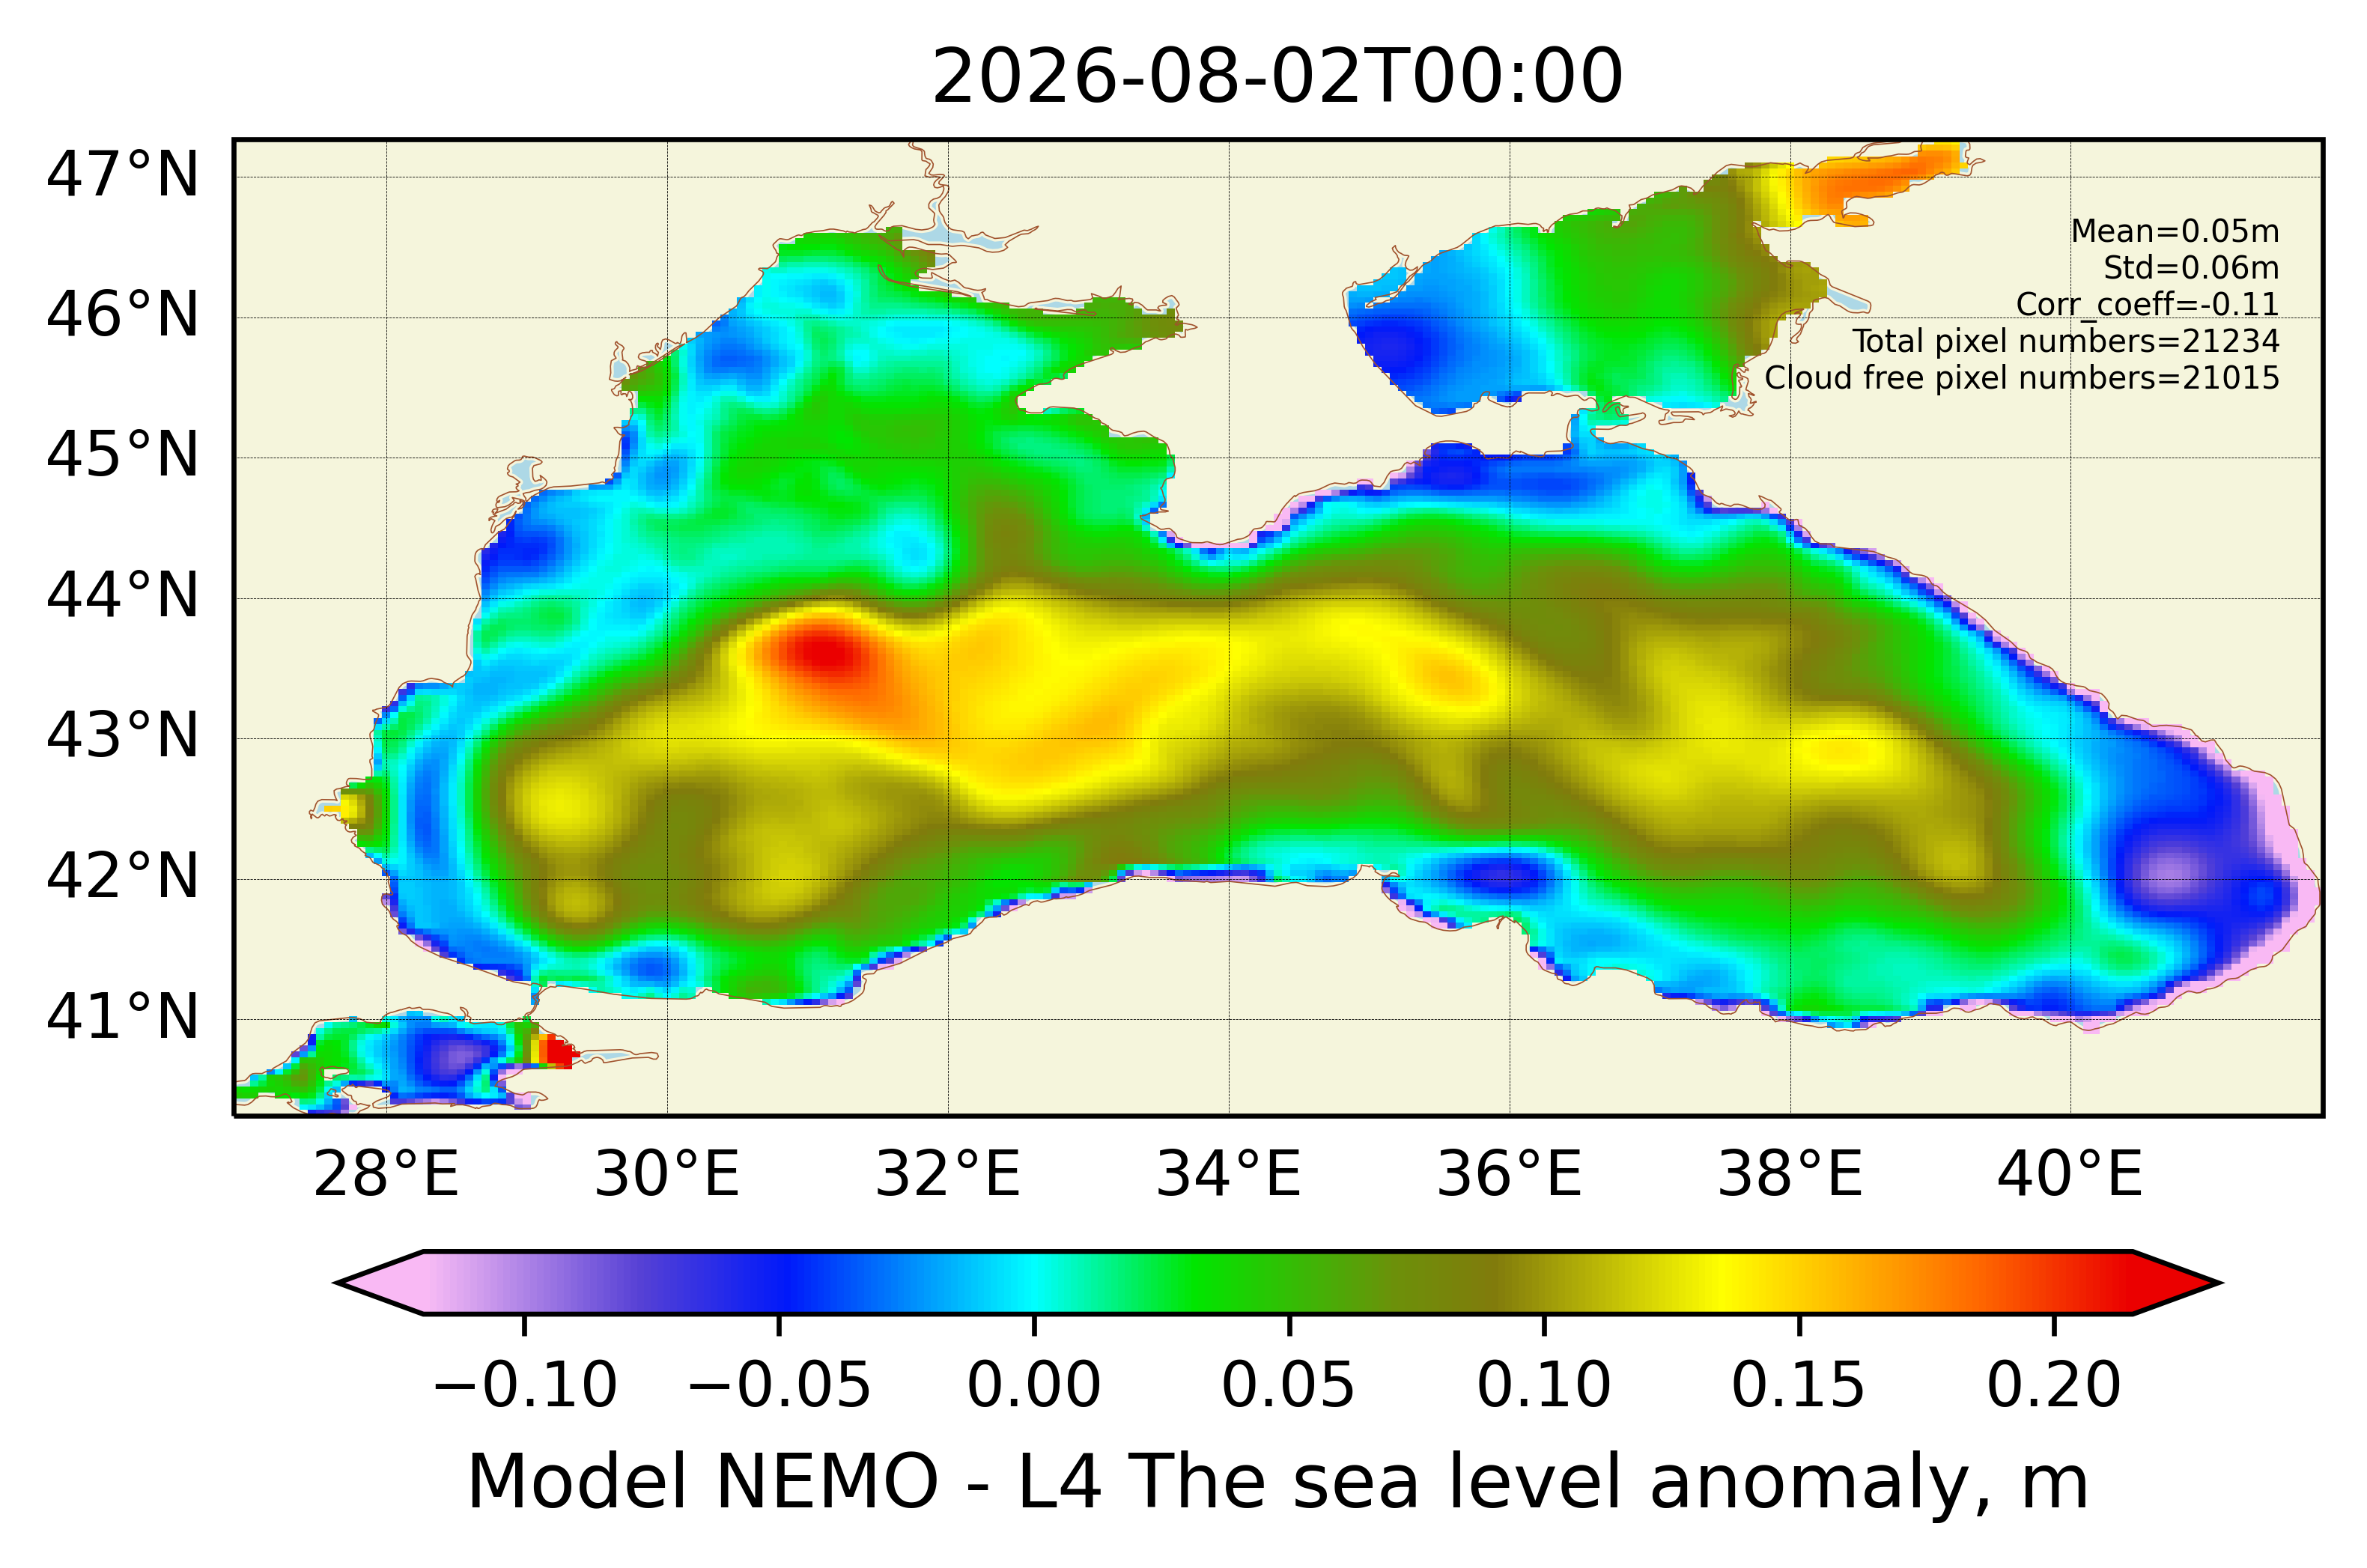 2026-08-02T00:00
47°N
46°N
45°N
44°N
43°N
42°N
41°N
Mean=0.05m
Std=0.06m
Corr_coeff=-0.11
Total pixel numbers=21234
Cloud free pixel numbers=21015
28°E 30°E 32°E 34°E 36°E 38°E 40°E
−0.10 −0.05 0.00 0.05 0.10 0.15 0.20
Model NEMO - L4 The sea level anomaly, m